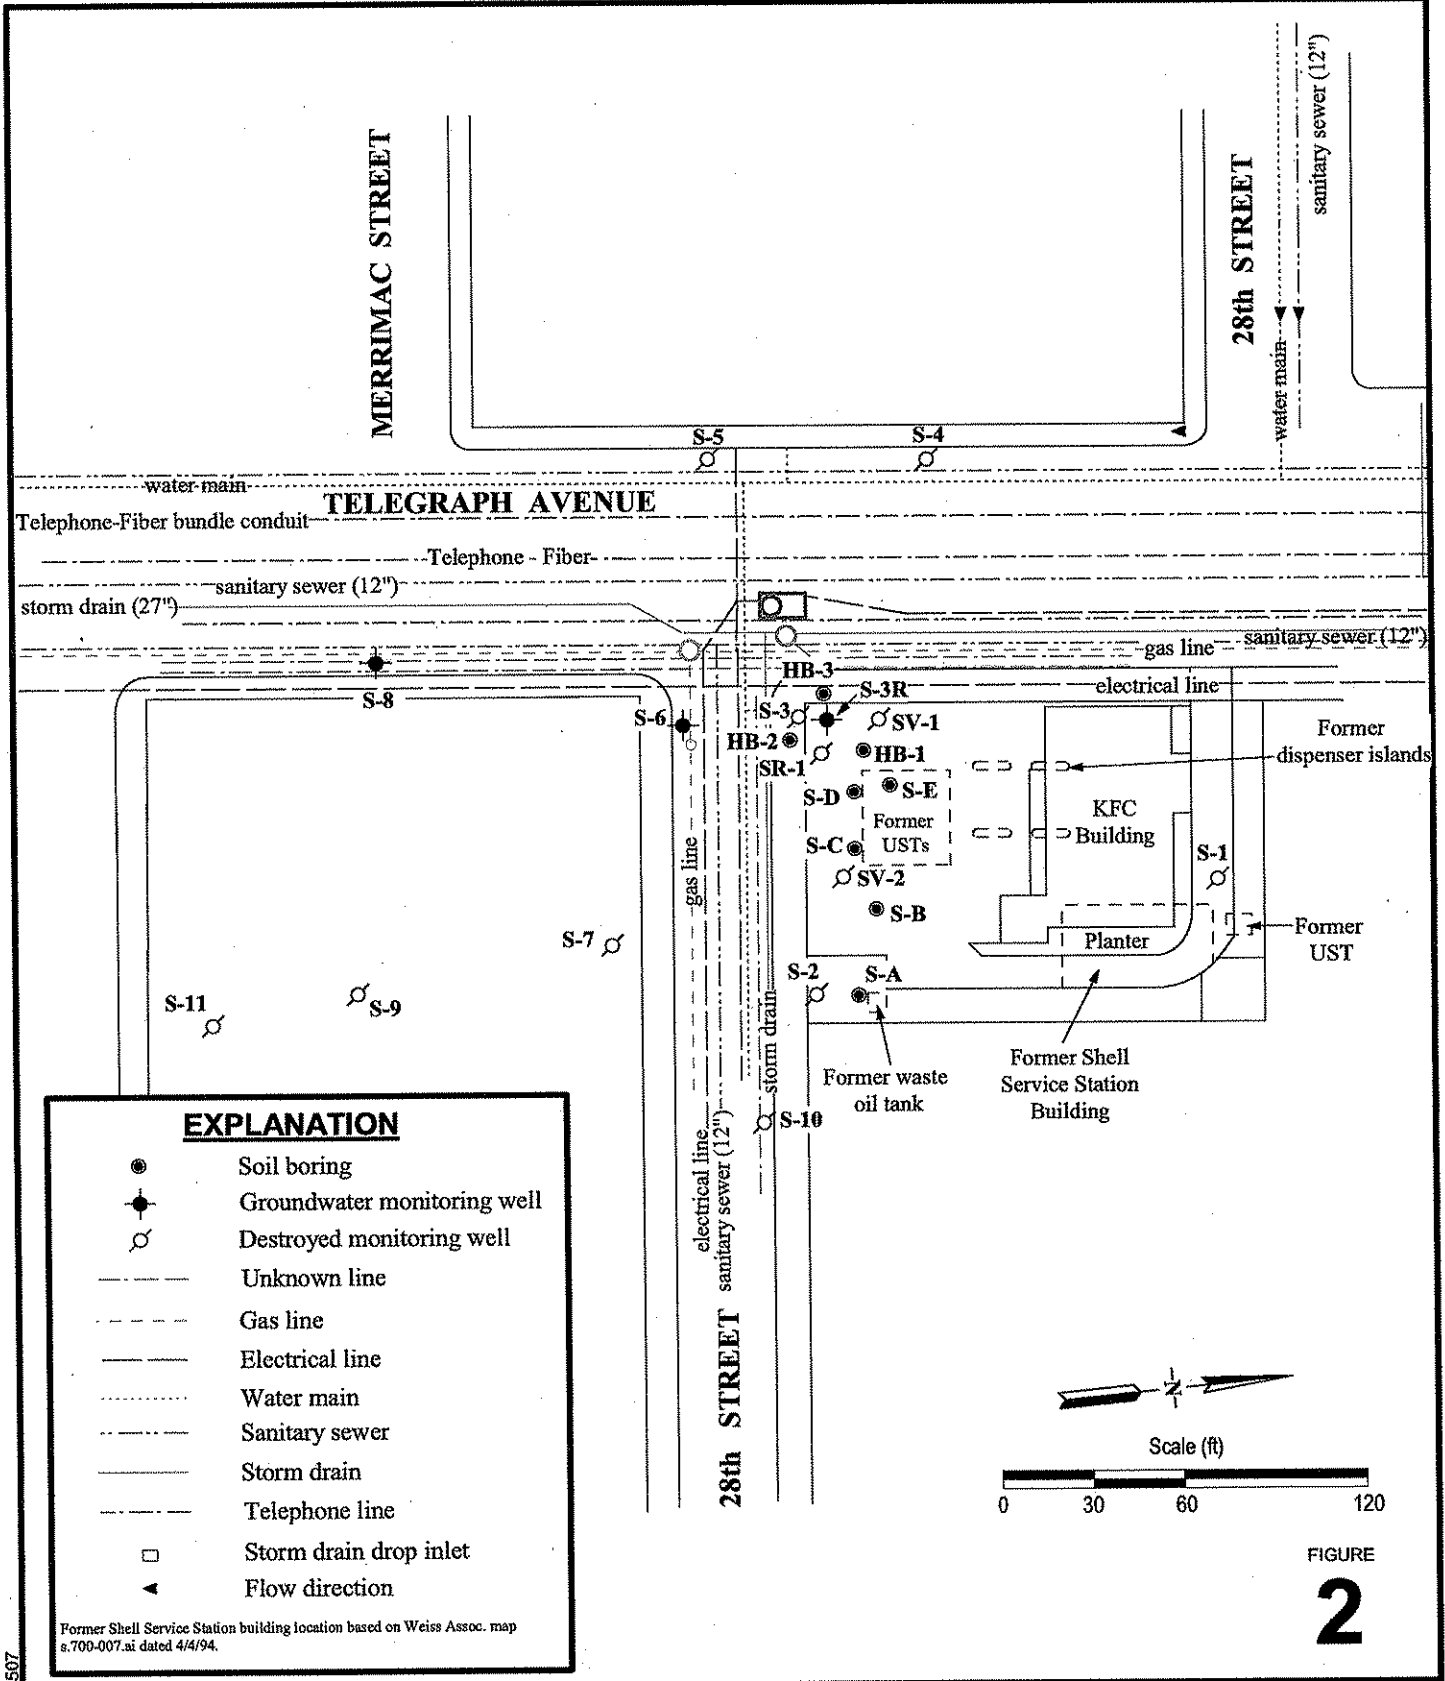 MERRIMAC STREET
28th STREET
sanitary sewer (12")
water main
S-5
S-4
water main
TELEGRAPH AVENUE
Telephone-Fiber bundle conduit
Telephone - Fiber
sanitary sewer (12")
storm drain (27")
sanitary sewer (12")
gas line
electrical line
HB-3
S-3R
S-8
S-6
S-3
SV-1
HB-2
HB-1
SR-1
Former
dispenser islands
S-D
S-E
KFC
Building
Former
USTs
S-C
S-1
gas line
SV-2
S-B
Former
UST
Planter
S-7
S-2
S-A
S-9
S-11
storm drain
Former waste
oil tank
Former Shell
Service Station
Building
S-10
electrical line
sanitary sewer (12")
28th STREET
EXPLANATION
Soil boring
Groundwater monitoring well
Destroyed monitoring well
Unknown line
Gas line
Electrical line
Water main
Sanitary sewer
Storm drain
Telephone line
Storm drain drop inlet
Flow direction
Former Shell Service Station building location based on Weiss Assoc. map
s.700-007.ai dated 4/4/94.
N
Scale (ft)
0 30 60 120
FIGURE
2
507